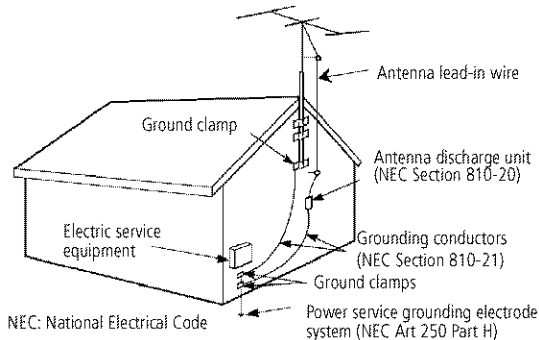 Antenna lead-in wire
Ground clamp
Antenna discharge unit
(NEC Section 810-20)
Electric service
equipment
Grounding conductors
(NEC Section 810-21)
Ground clamps
NEC: National Electrical Code
Power service grounding electrode
system (NEC Art 250 Part H)